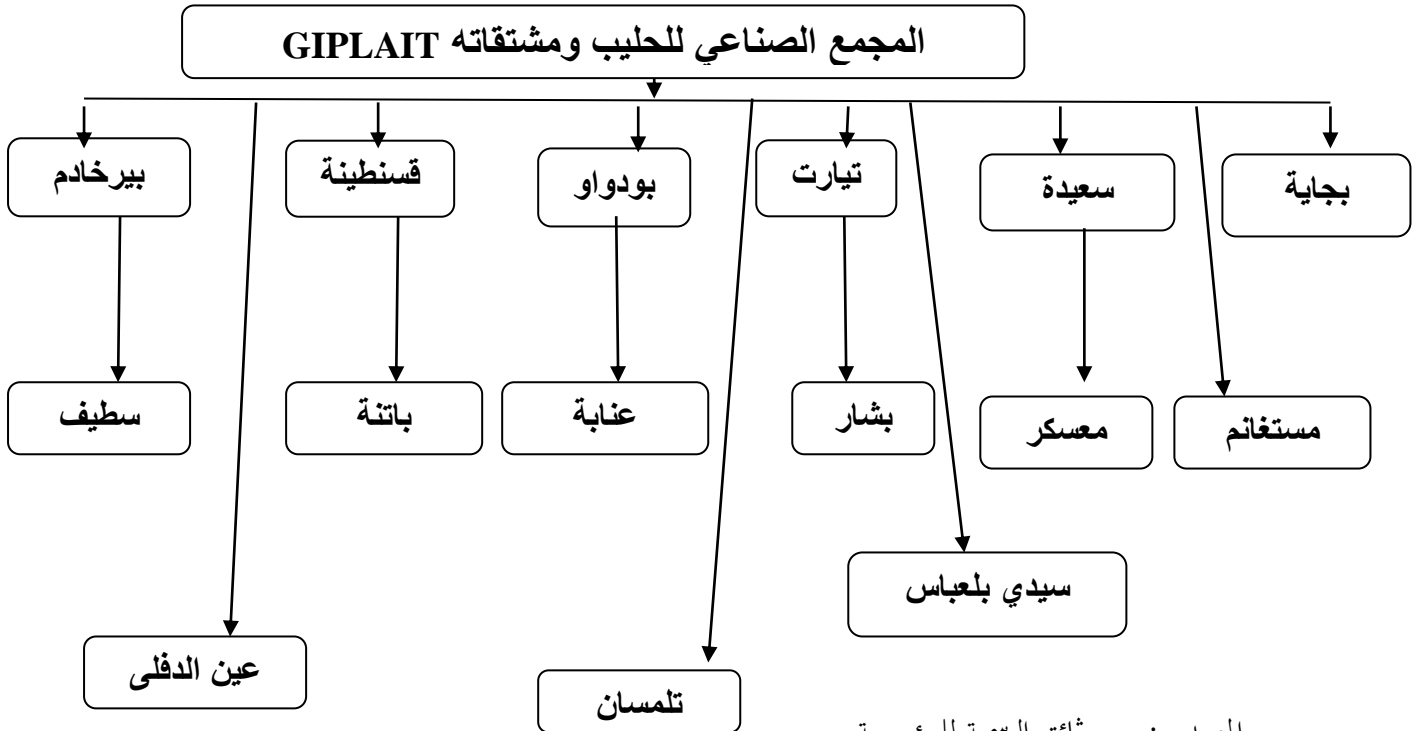 المجمع الصناعي للحليب ومشتقاته GIPLAIT
بجاية
سعيدة
تيارت
بودواو
قسنطينة
بيرخادم
مستغانم
معسكر
بشار
عنابة
باتنة
سطيف
سيدي بلعباس
عين الدفلى
تلمسان